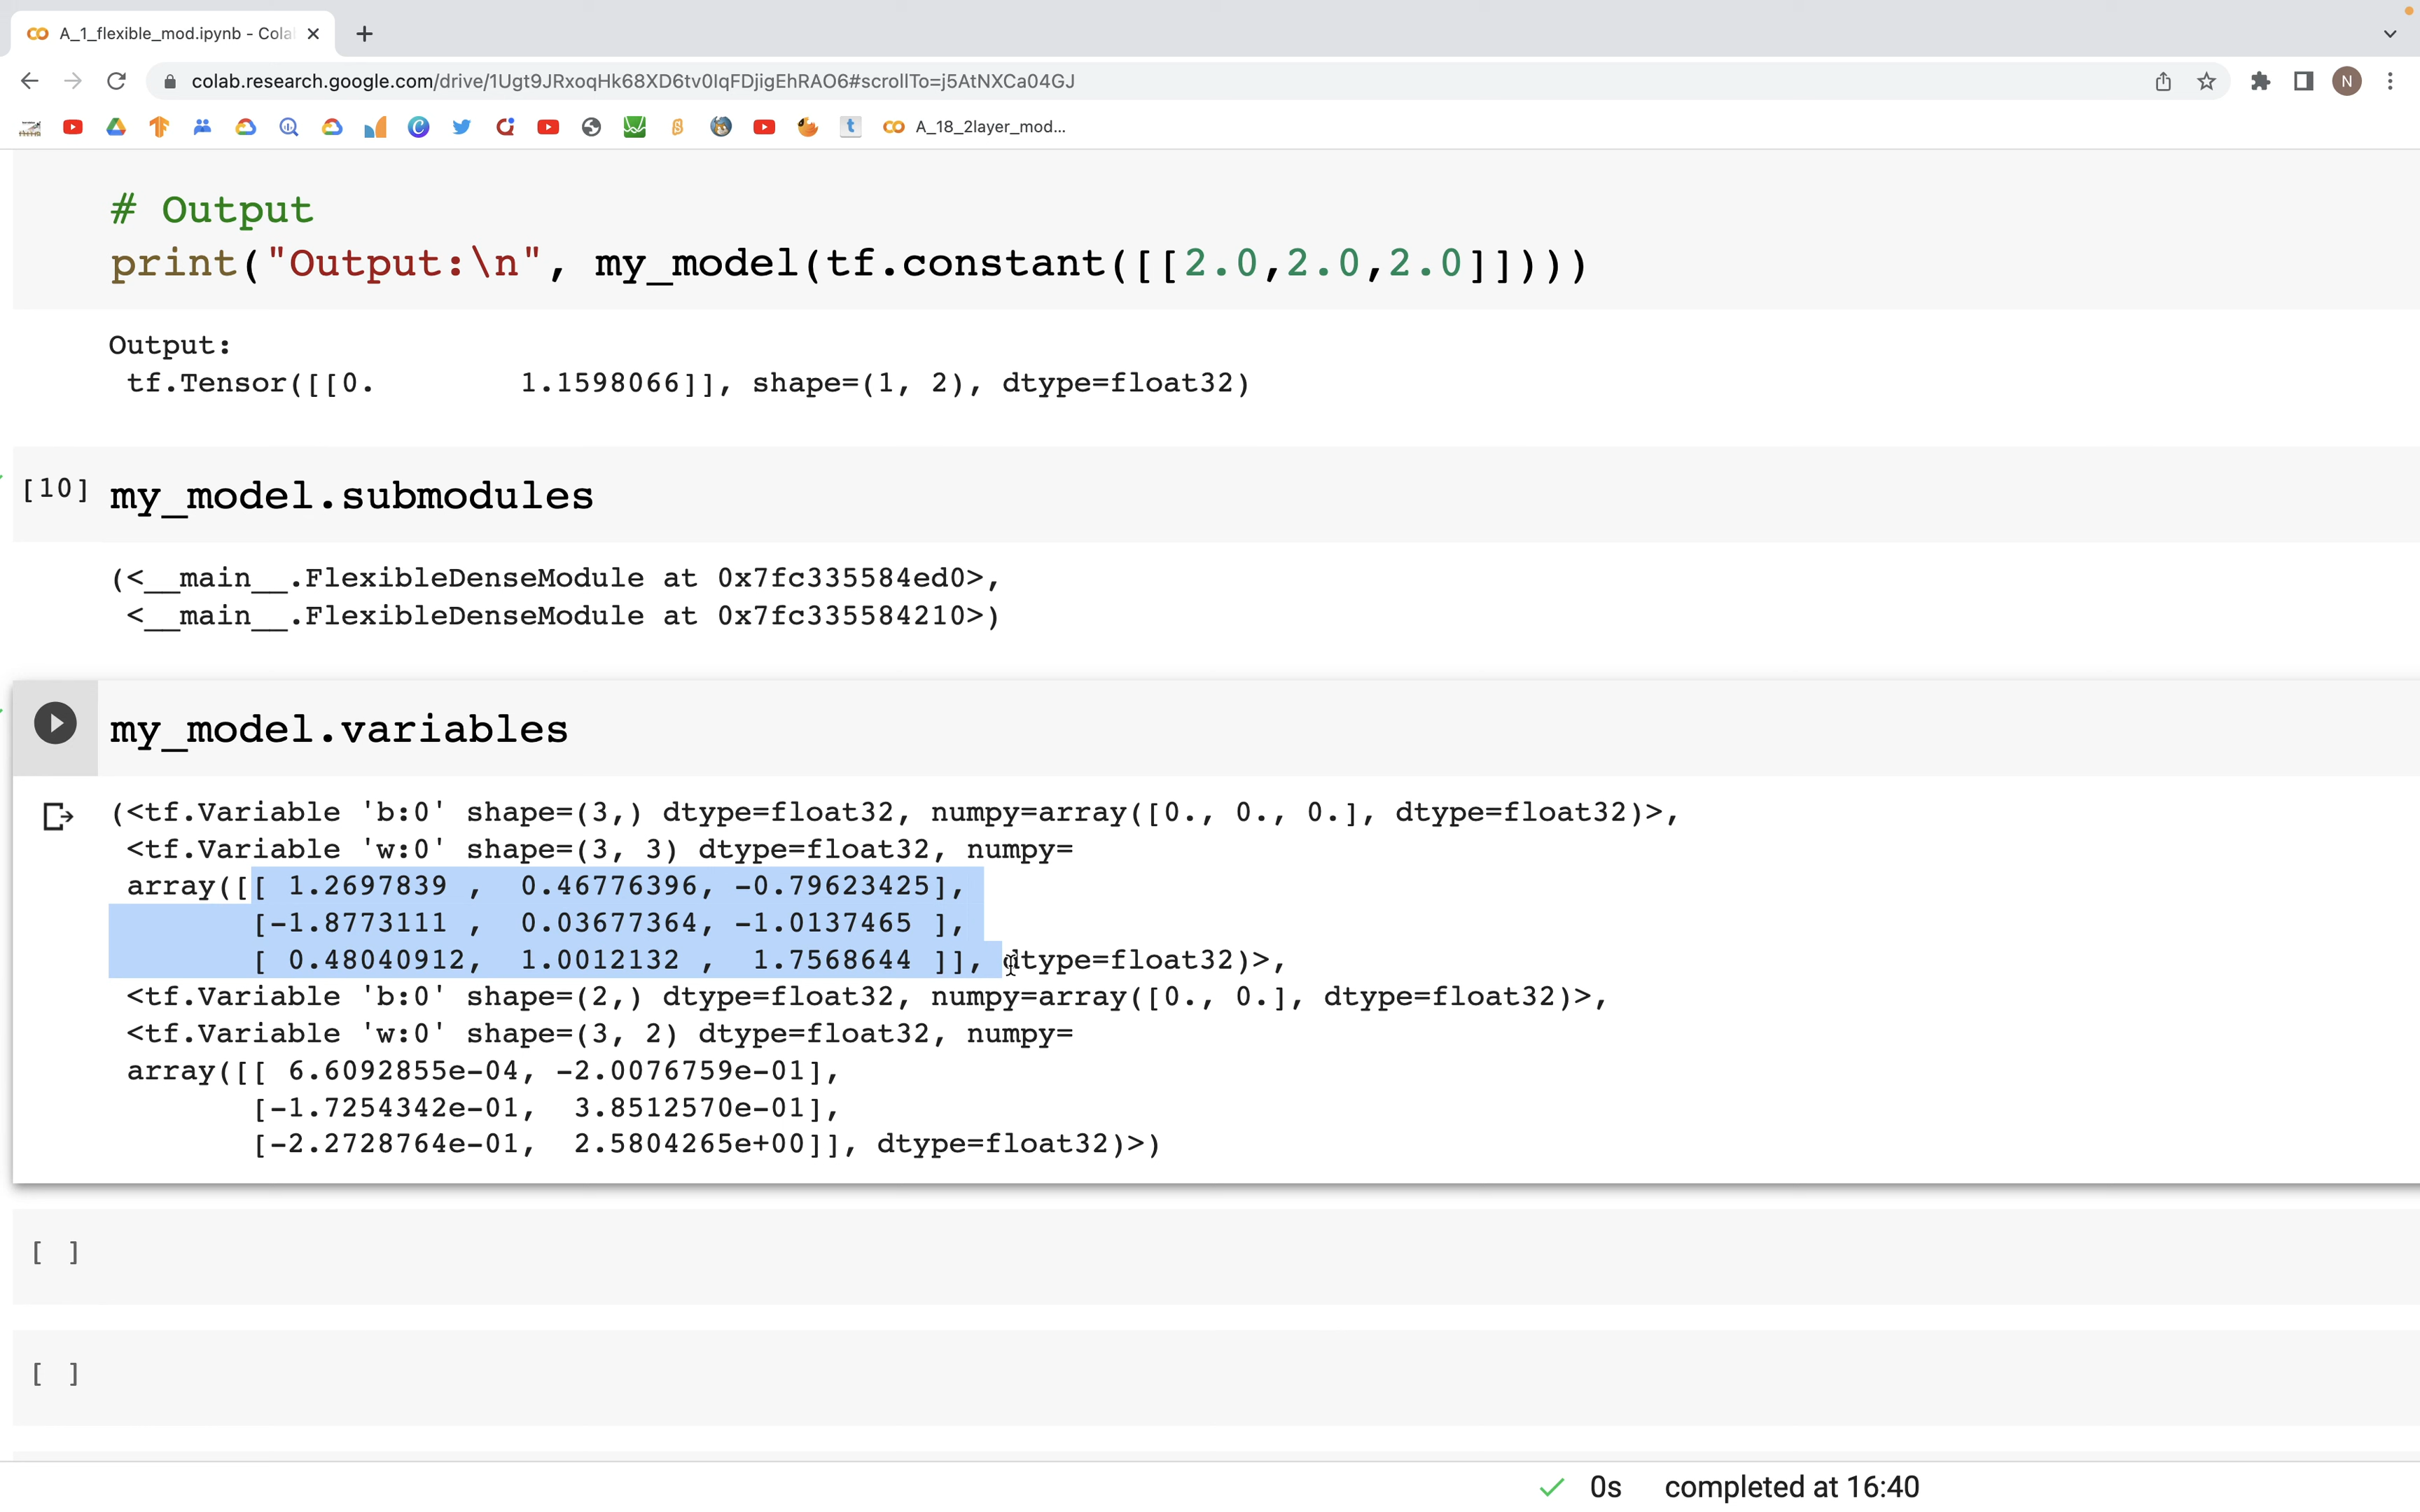 A_1_flexible_mod.ipynb - Cola
colab.research.google.com/drive/1Ugt9JRxoqHk68XD6tv0lqFDjigEhRAO6#scrollTo=j5AtNXCa04GJ
N
A_18_2layer_mod...
# Output
print("Output:\n", my_model(tf.constant([[2.0,2.0,2.0]])))
Output:
tf.Tensor([[0.        1.1598066]], shape=(1, 2), dtype=float32)
[10] my_model.submodules
(<__main__.FlexibleDenseModule at 0x7fc335584ed0>,
<__main__.FlexibleDenseModule at 0x7fc335584210>)
my_model.variables
(<tf.Variable 'b:0' shape=(3,) dtype=float32, numpy=array([0., 0., 0.], dtype=float32)>,
<tf.Variable 'w:0' shape=(3, 3) dtype=float32, numpy=
array([[ 1.2697839 ,  0.46776396, -0.79623425],
[-1.8773111 ,  0.03677364, -1.0137465 ],
[ 0.48040912,  1.0012132 ,  1.7568644 ]], dtype=float32)>,
<tf.Variable 'b:0' shape=(2,) dtype=float32, numpy=array([0., 0.], dtype=float32)>,
<tf.Variable 'w:0' shape=(3, 2) dtype=float32, numpy=
array([[ 6.6092855e-04, -2.0076759e-01],
[-1.7254342e-01,  3.8512570e-01],
[-2.2728764e-01,  2.5804265e+00]], dtype=float32)>)
[ ]
[ ]
0s completed at 16:40